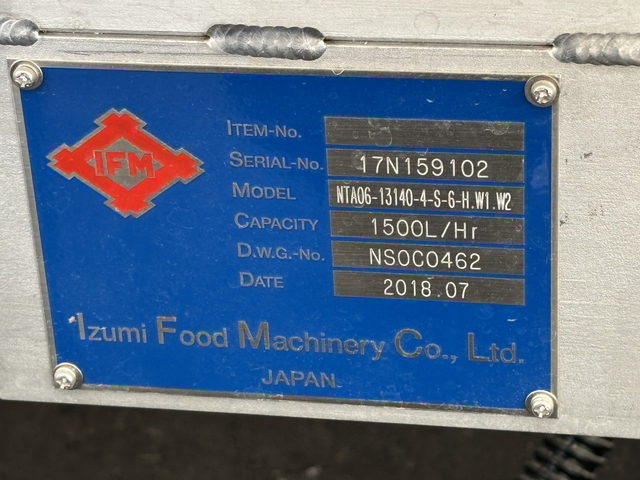 IFM
ITEM-No.
SERIAL-No. 17N159102
MODEL NTA06-13140-4-S-6-H.W1.W2
CAPACITY 1500L/Hr
D.W.G.-No. NS0C0462
DATE 2018.07
Izumi Food Machinery Co., Ltd.
JAPAN.